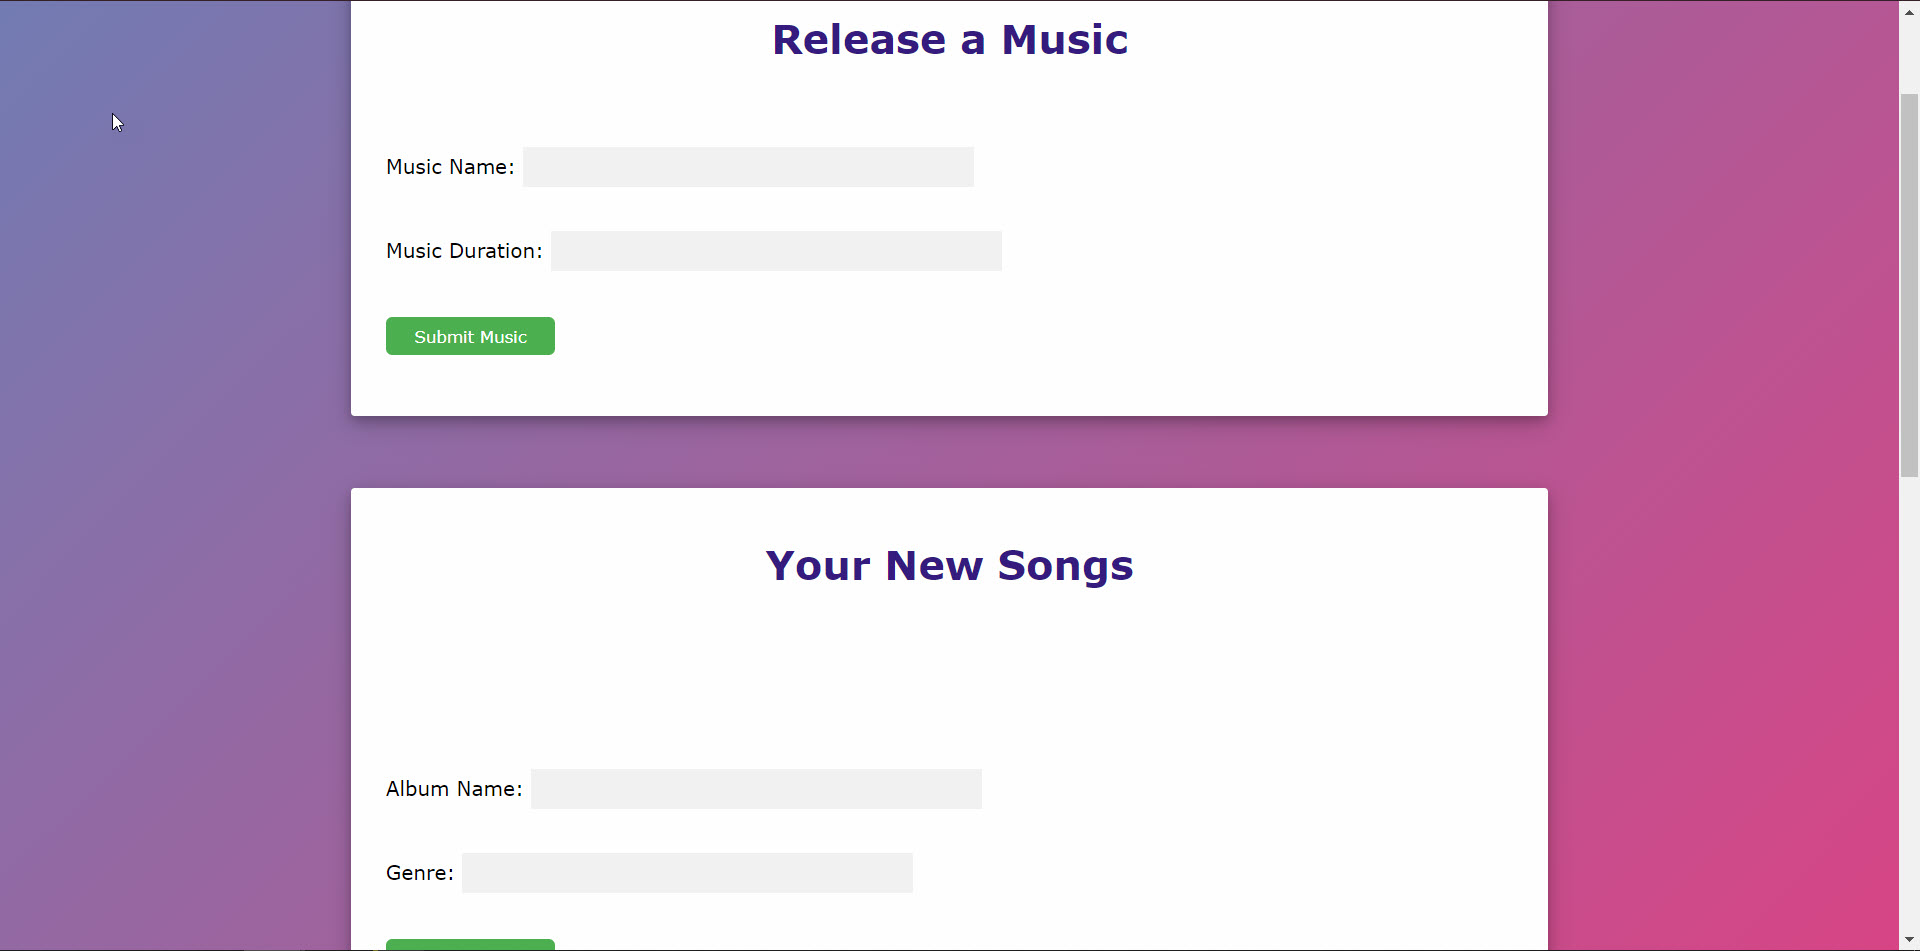 Release a Music
Music Name:
Music Duration:
Submit Music
Your New Songs
Album Name:
Genre: